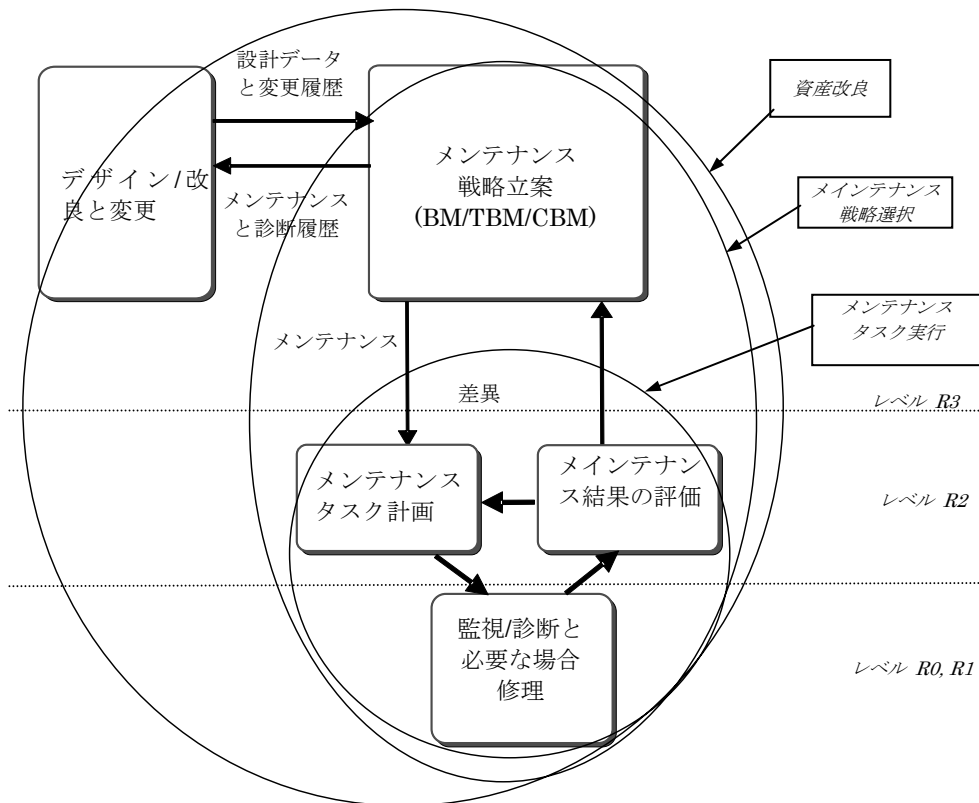 設計データ
と変更履歴
資産改良
デザイン/改
良と変更
メンテナンス
戦略立案
(BM/TBM/CBM)
メインテナンス
戦略選択
メンテナンス
と診断履歴
メンテナンス
タスク実行
メンテナンス
差異
レベル R3
メンテナンス
タスク計画
メインテナン
ス結果の評価
レベル R2
監視/診断と
必要な場合
修理
レベル R0, R1